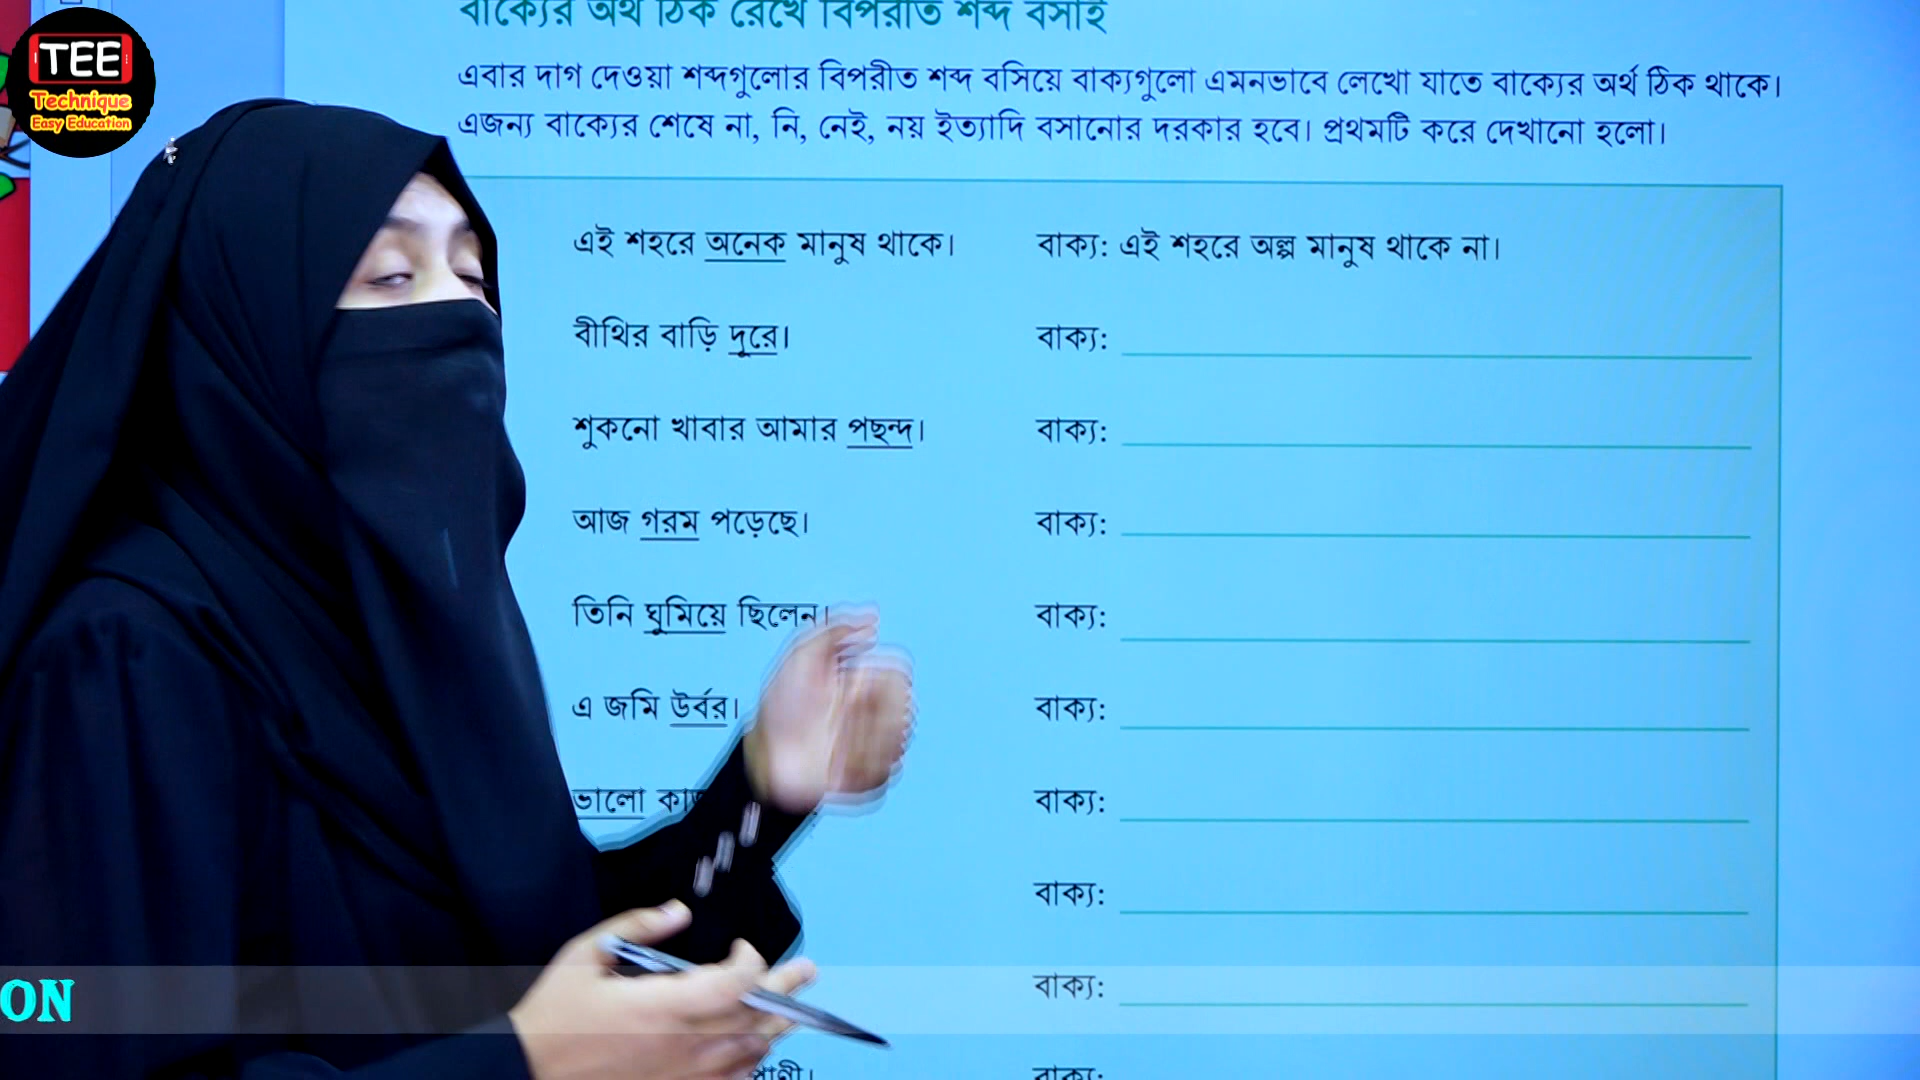 TEE
Technique
Easy Education
বাক্যের অর্থ ঠিক রেখে বিপরীত শব্দ বসাই
এবার দাগ দেওয়া শব্দগুলোর বিপরীত শব্দ বসিয়ে বাক্যগুলো এমনভাবে লেখো যাতে বাক্যের অর্থ ঠিক থাকে।
এজন্য বাক্যের শেষে না, নি, নেই, নয় ইত্যাদি বসানোর দরকার হবে। প্রথমটি করে দেখানো হলো।
এই শহরে অনেক মানুষ থাকে। বাক্য: এই শহরে অল্প মানুষ থাকে না।
বীথির বাড়ি দূরে। বাক্য:
শুকনো খাবার আমার পছন্দ। বাক্য:
আজ গরম পড়েছে। বাক্য:
তিনি ঘুমিয়ে ছিলেন। বাক্য:
এ জমি উর্বর। বাক্য:
ভালো বাক্য:
বাক্য:
বাক্য:
ON
বাক্য: